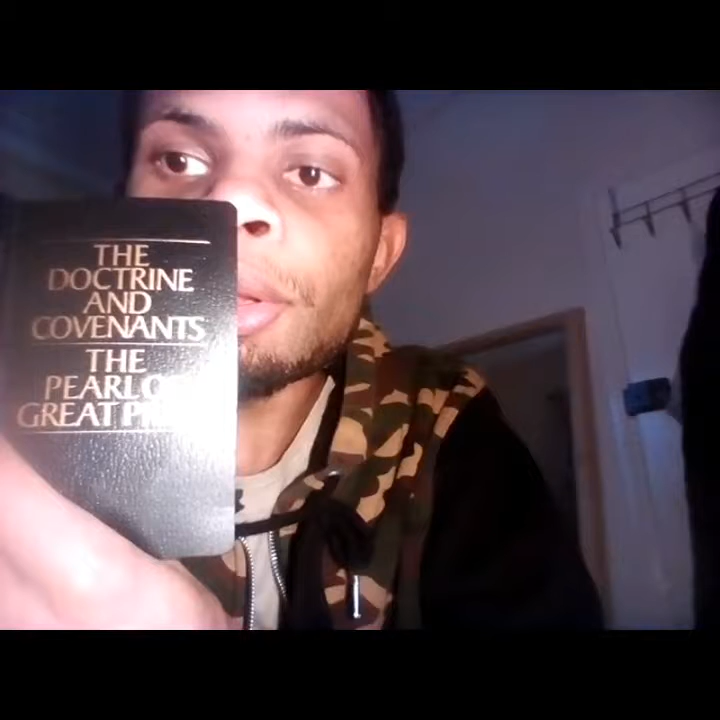 THE
DOCTRINE
AND
COVENANTS
THE
PEARL
GREAT